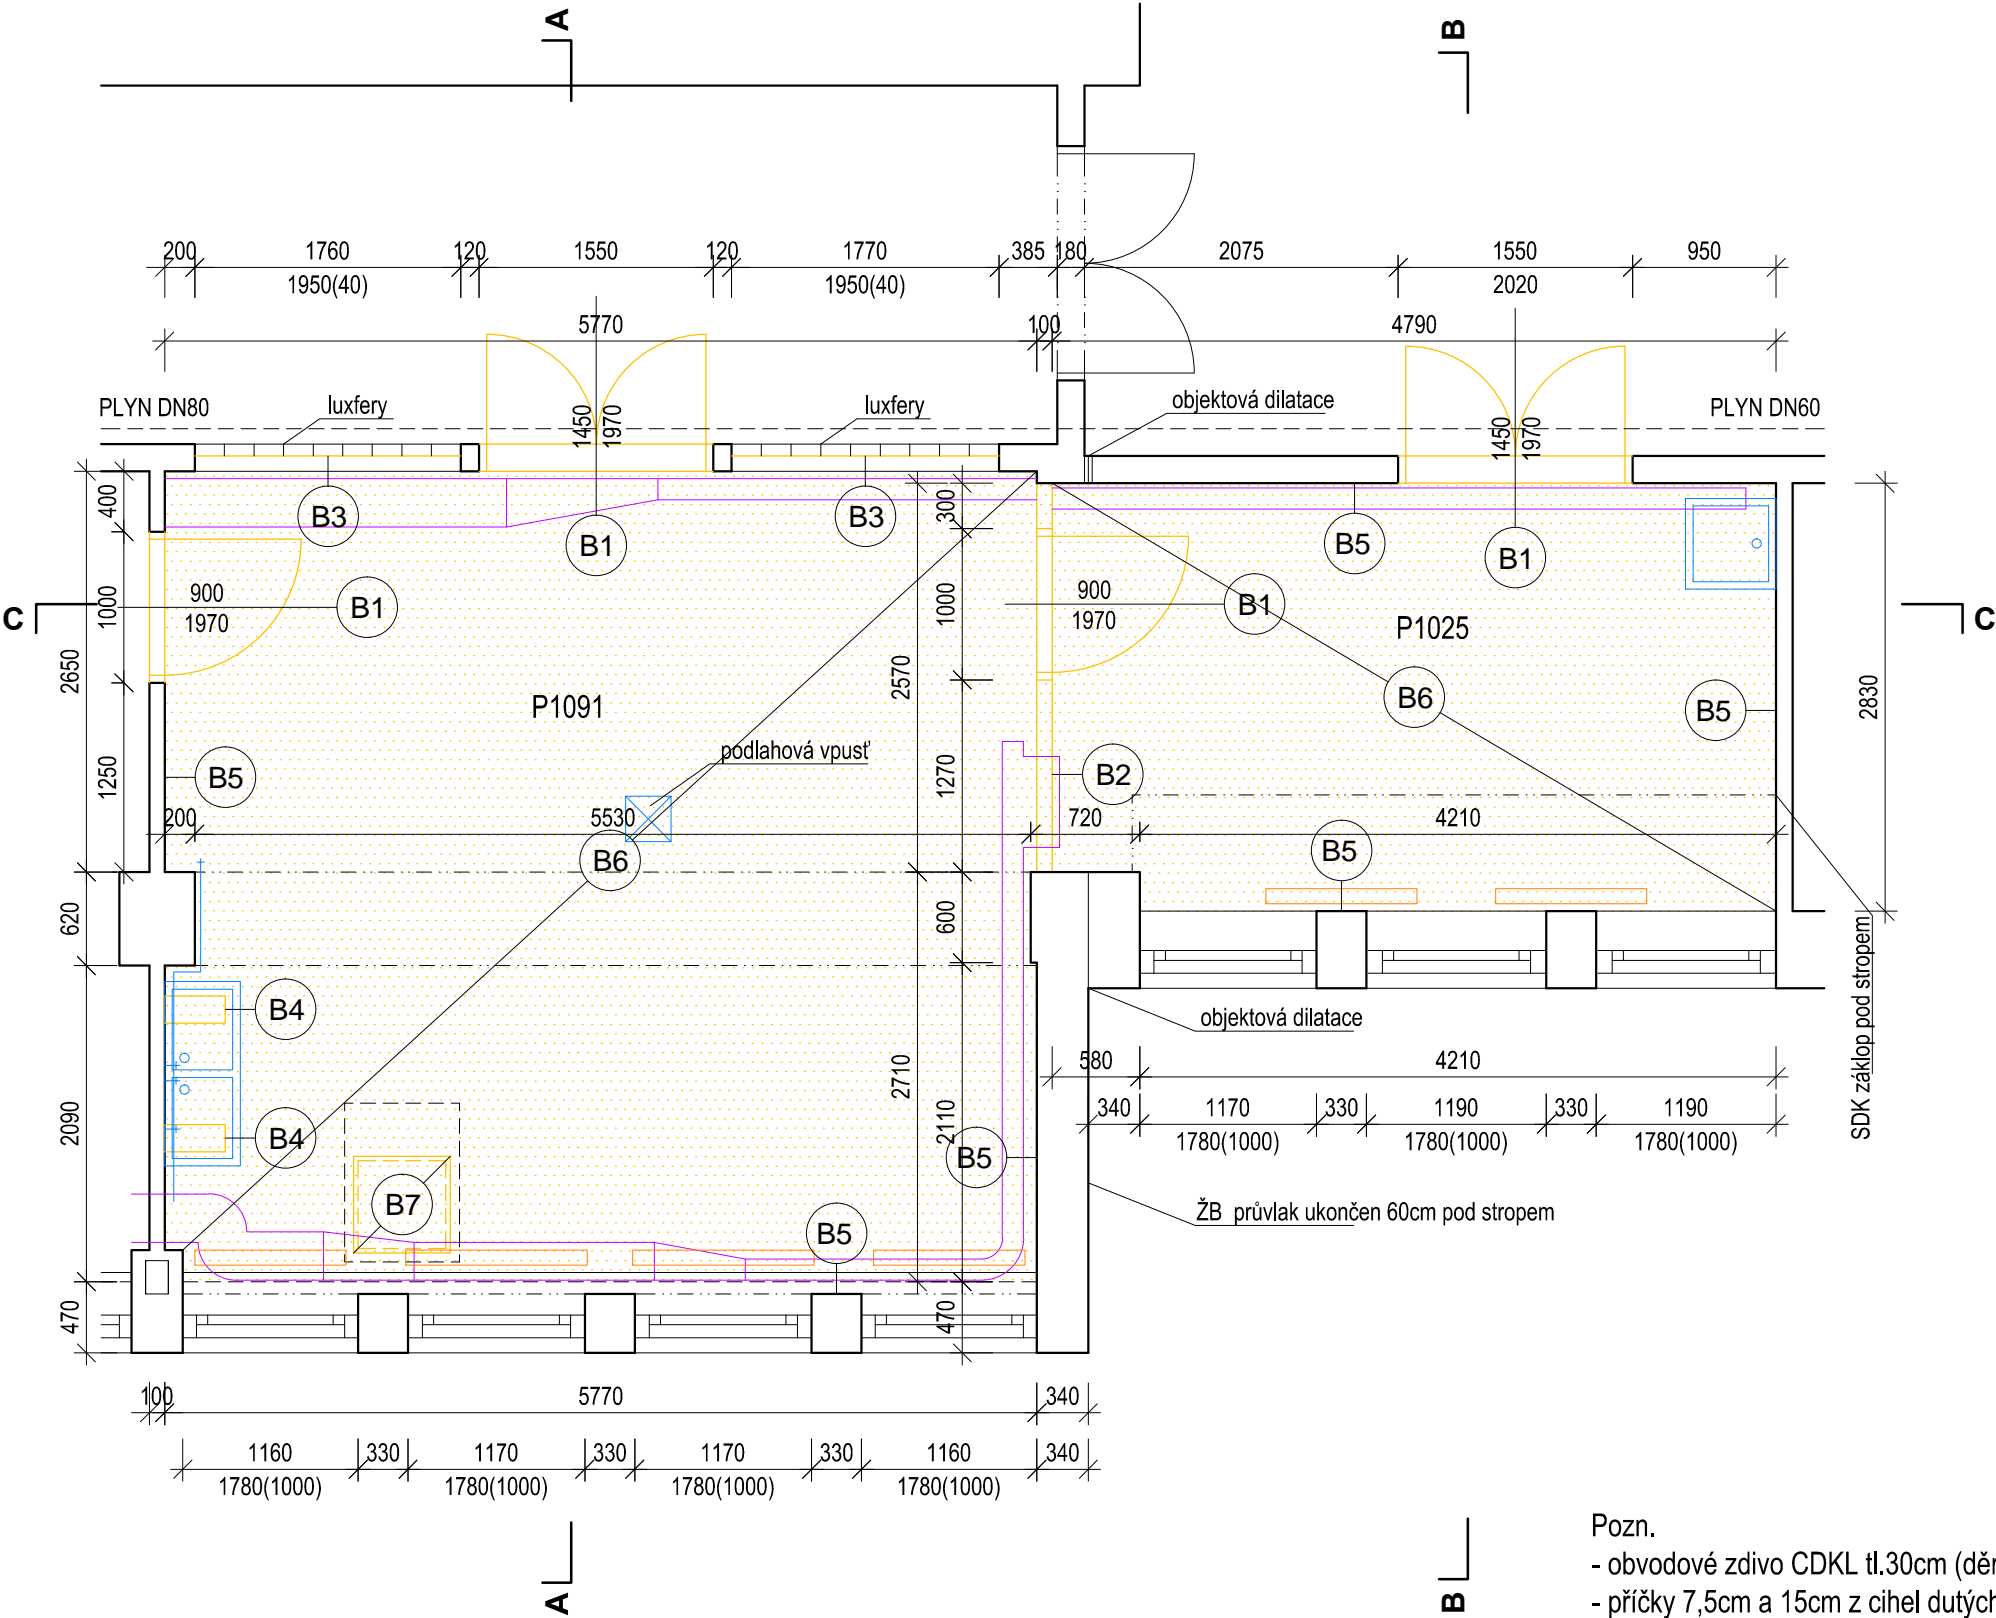 A
B
200
1760
120
1550
120
1770
385
180
2075
1550
950
1950(40)
1950(40)
2020
5770
100
4790
PLYN DN80
luxfery
luxfery
objektová dilatace
PLYN DN60
1450
1970
1450
1970
400
300
B3
B1
B3
B5
B1
C
1000
900
1970
B1
1000
900
1970
B1
P1025
C
2650
2570
P1091
B6
B5
2830
podlahová vpusť
1250
B5
1270
B2
200
5530
720
4210
B6
B5
620
600
B4
objektová dilatace
SDK záklop pod stropem
580
4210
2710
340
1170
330
1190
330
1190
1780(1000)
1780(1000)
1780(1000)
2090
B4
2110
B5
B7
B5
ŽB průvlak ukončen 60cm pod stropem
470
470
100
5770
340
1160
330
1170
330
1170
330
1160
340
1780(1000)
1780(1000)
1780(1000)
1780(1000)
A
B
Pozn.
- obvodové zdivo CDKL tl.30cm (děr
- příčky 7,5cm a 15cm z cihel dutých